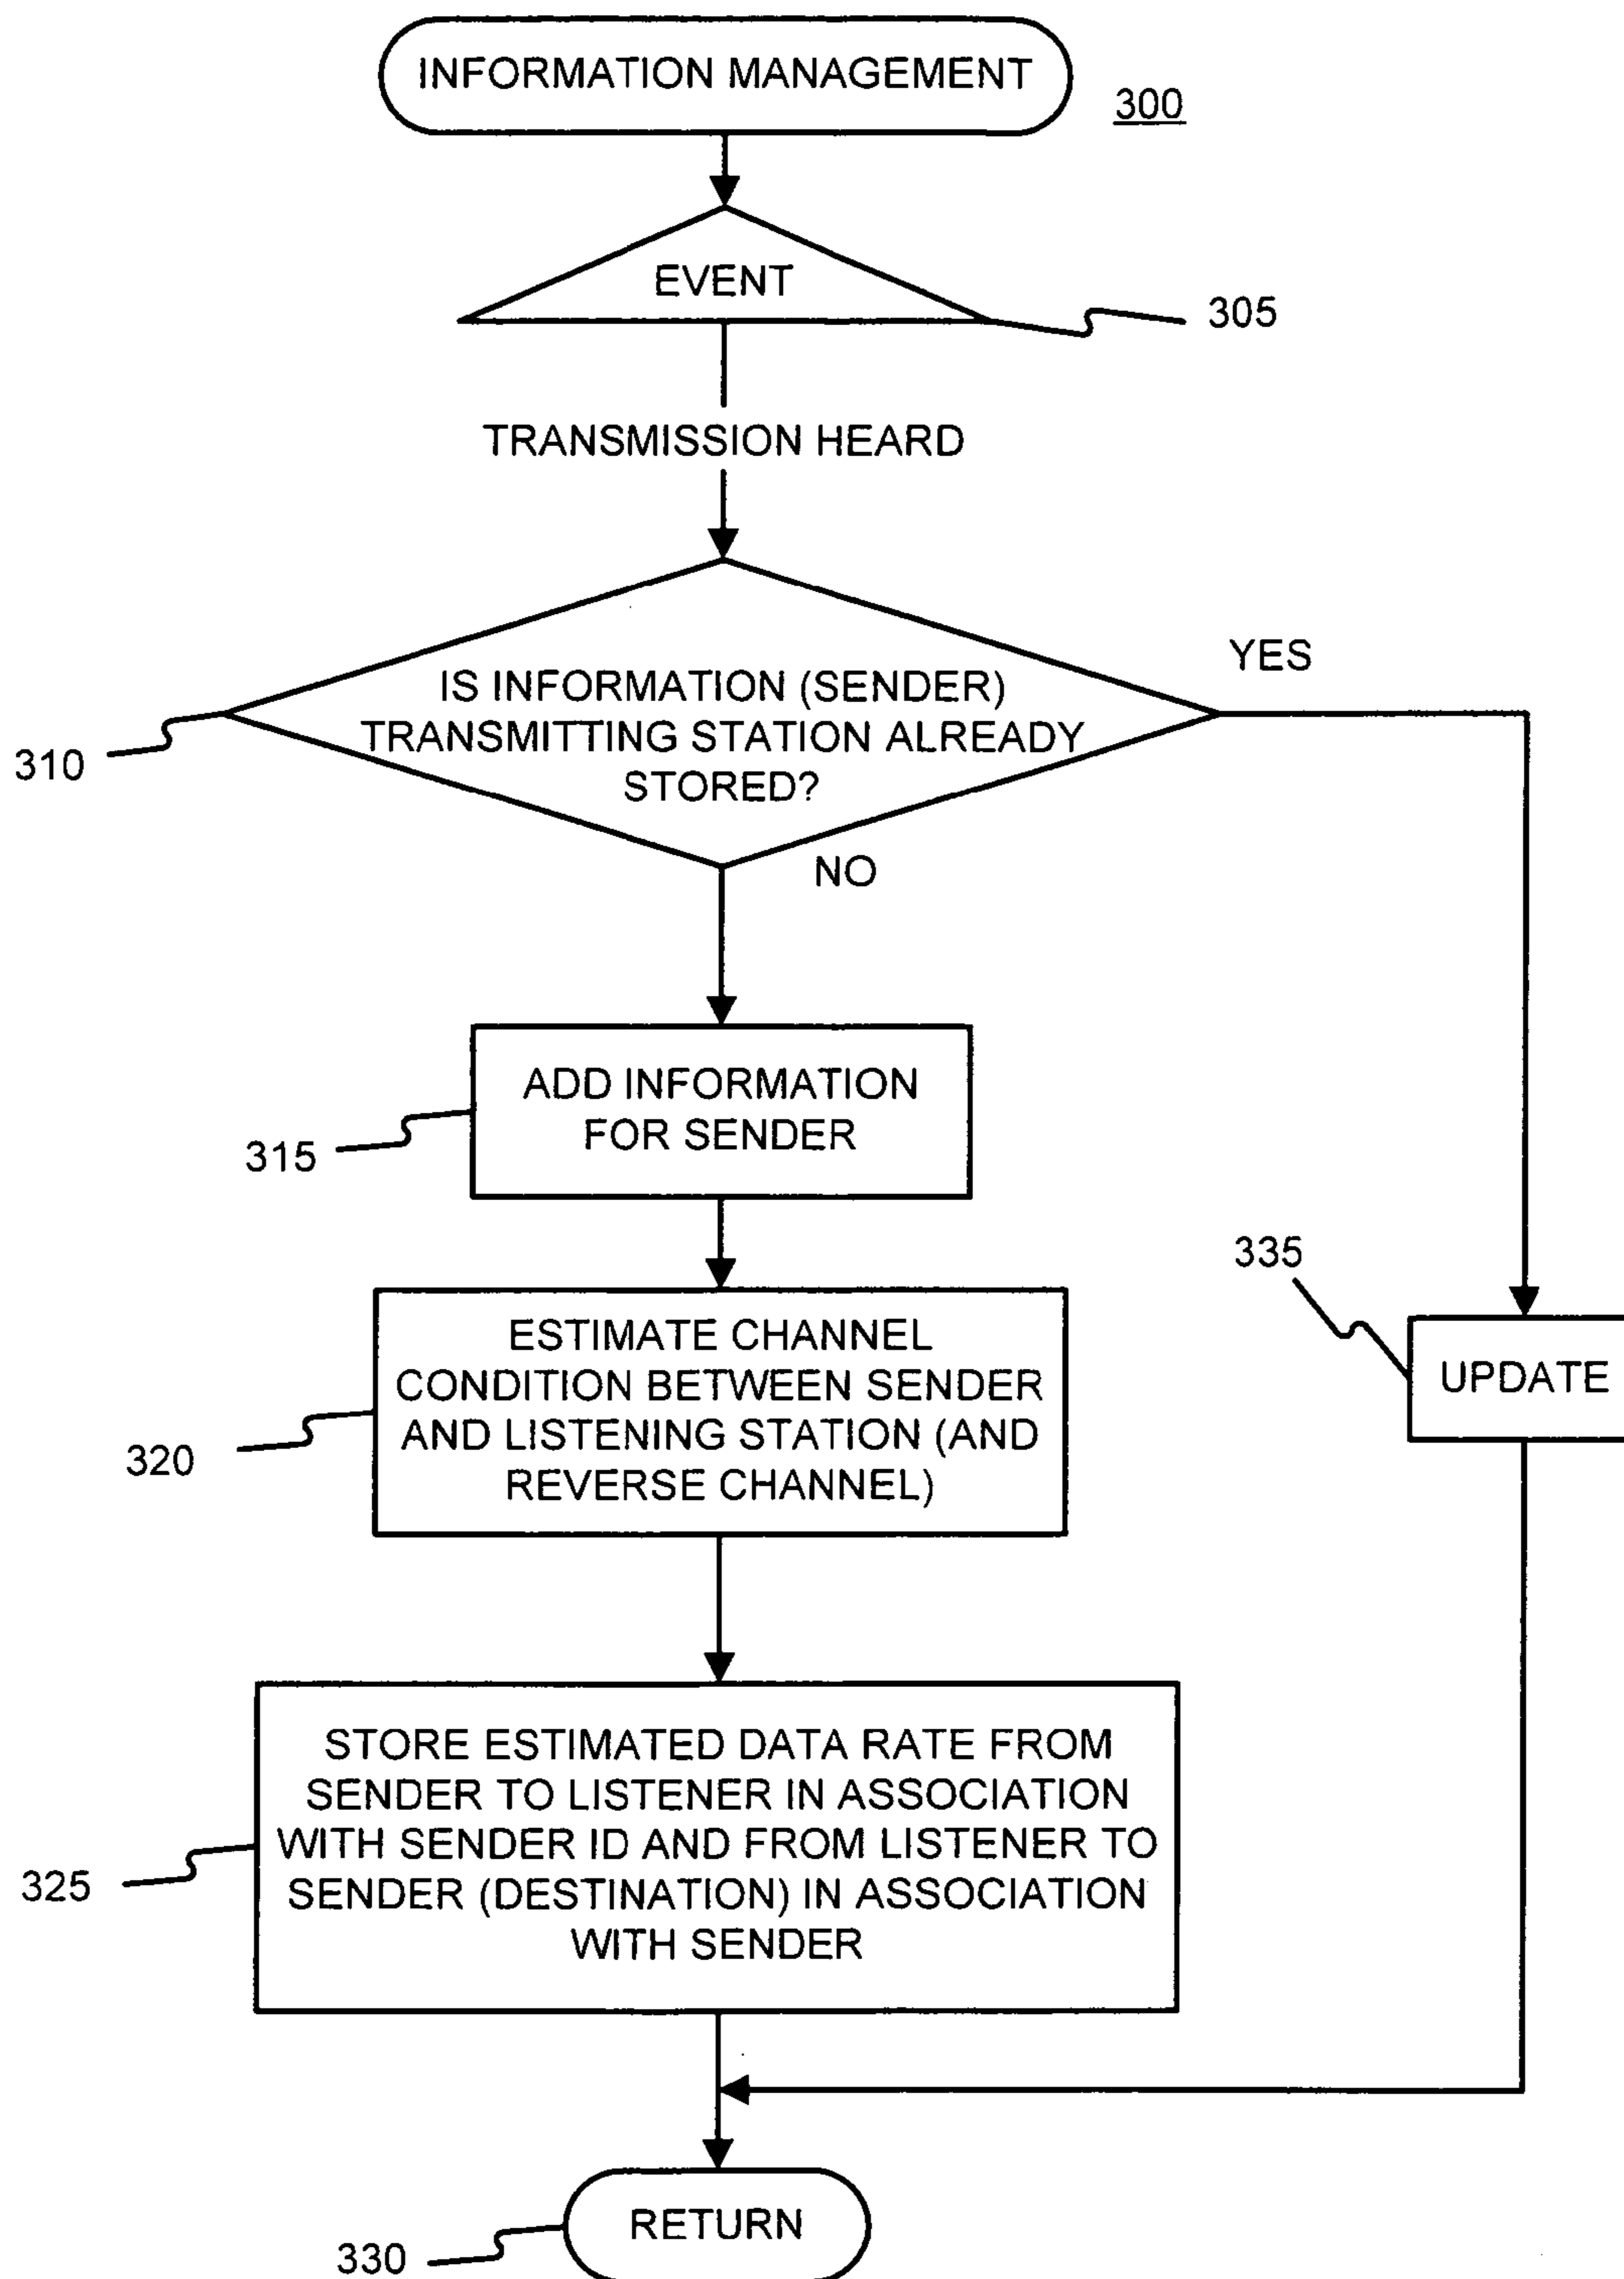 INFORMATION MANAGEMENT
300
EVENT
305
TRANSMISSION HEARD
YES
IS INFORMATION (SENDER)
TRANSMITTING STATION ALREADY
STORED?
310
NO
ADD INFORMATION
FOR SENDER
315
335
ESTIMATE CHANNEL
CONDITION BETWEEN SENDER
AND LISTENING STATION (AND
REVERSE CHANNEL)
320
UPDATE
STORE ESTIMATED DATA RATE FROM
SENDER TO LISTENER IN ASSOCIATION
WITH SENDER ID AND FROM LISTENER TO
SENDER (DESTINATION) IN ASSOCIATION
WITH SENDER
325
RETURN
330